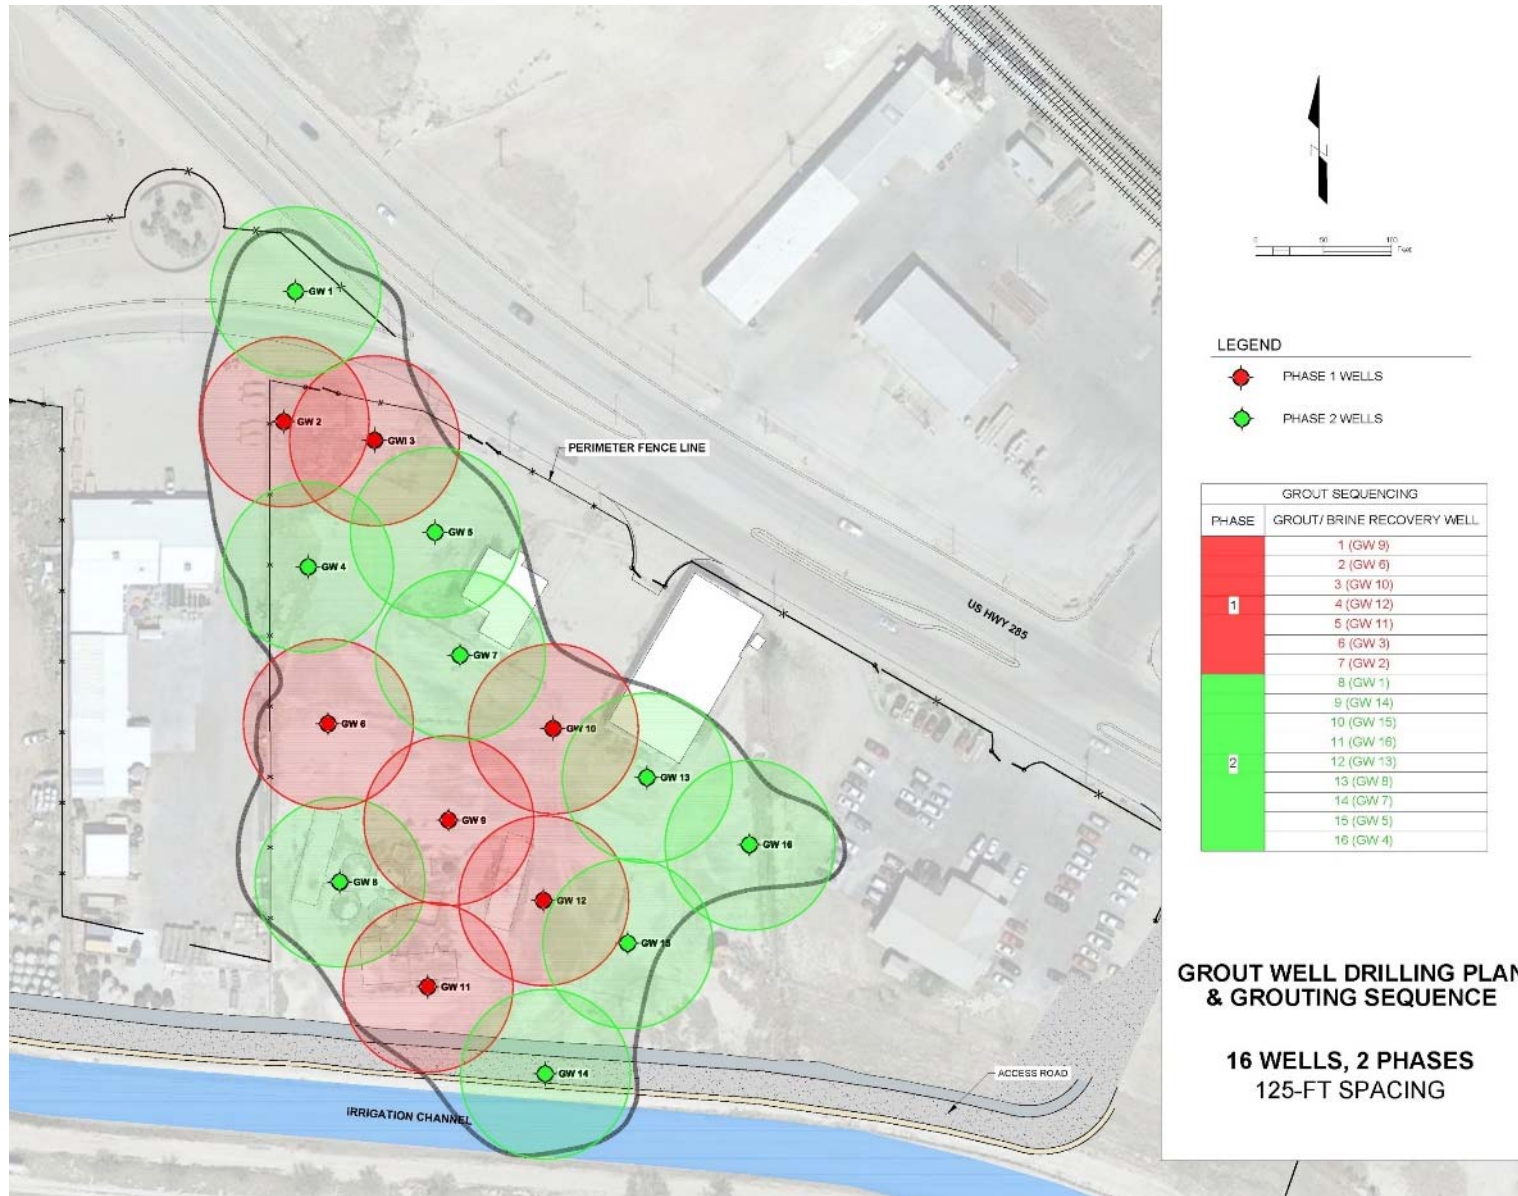 GW 1
GW 2
GWI 3
PERIMETER FENCE LINE
GW 5
GW 4
US HWY 285
GW 7
GW 6
GW 10
GW 13
GW 9
GW 16
GW 8
GW 12
GW 15
GW 11
GW 14
ACCESS ROAD
IRRIGATION CHANNEL
N
0 50 100
Feet
LEGEND
PHASE 1 WELLS
PHASE 2 WELLS
GROUT SEQUENCING
PHASE GROUT/ BRINE RECOVERY WELL
1
1 (GW 9)
2 (GW 6)
3 (GW 10)
4 (GW 12)
5 (GW 11)
6 (GW 3)
7 (GW 2)
2
8 (GW 1)
9 (GW 14)
10 (GW 15)
11 (GW 16)
12 (GW 13)
13 (GW 8)
14 (GW 7)
15 (GW 5)
16 (GW 4)
GROUT WELL DRILLING PLAN
& GROUTING SEQUENCE
16 WELLS, 2 PHASES
125-FT SPACING